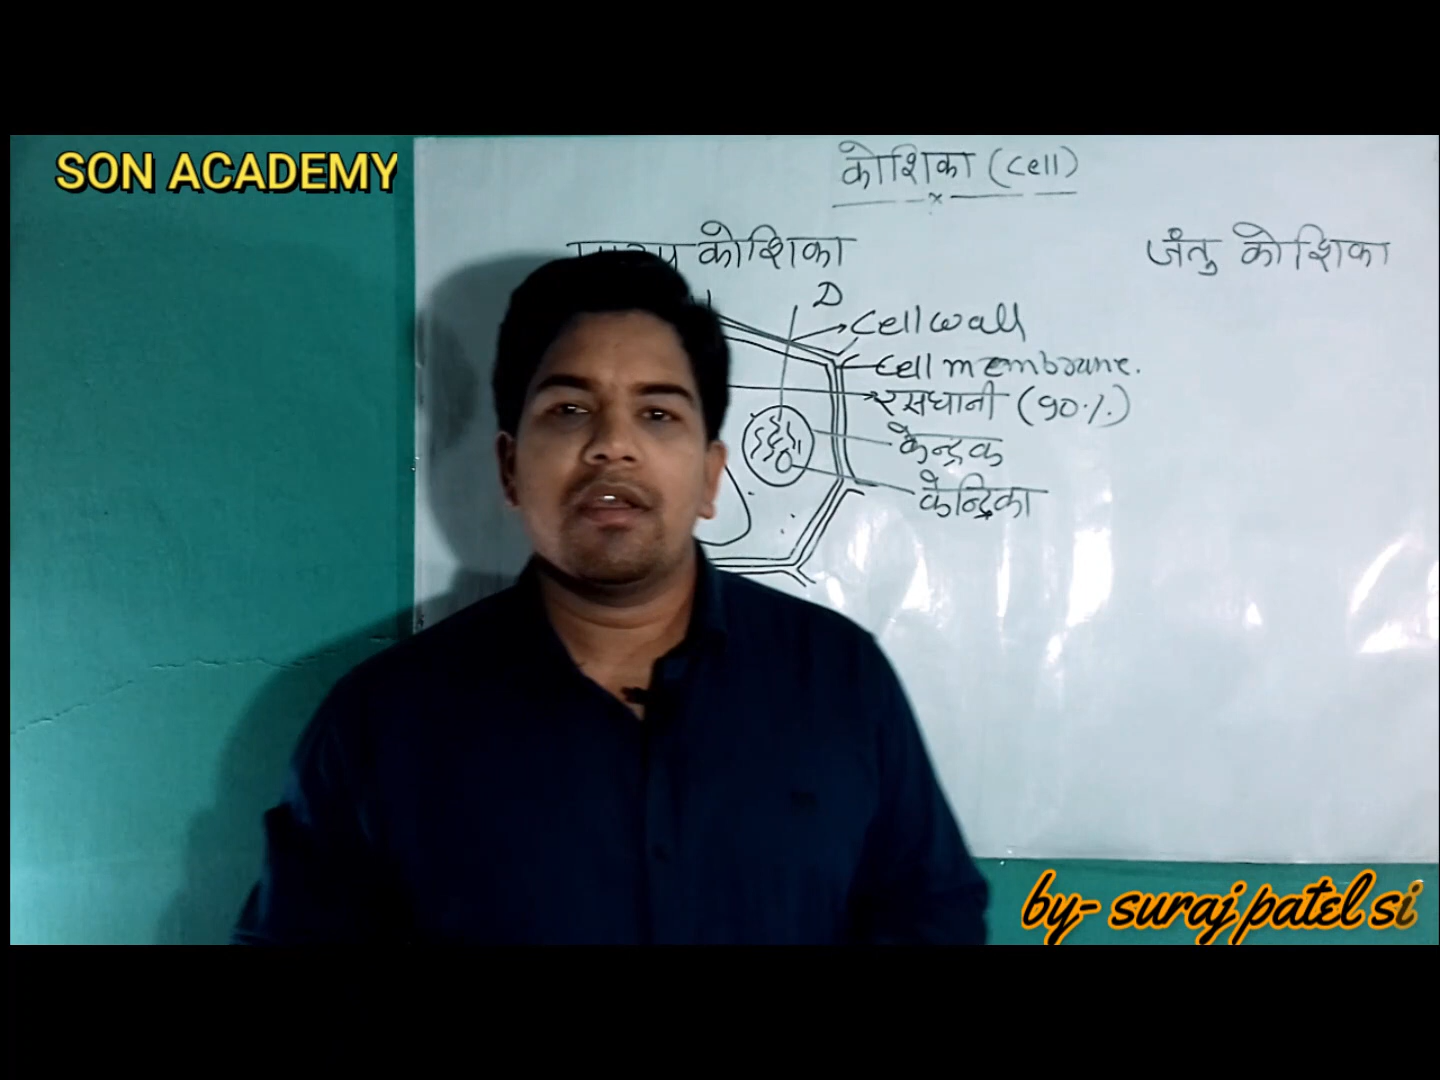 SON ACADEMY
कोशिका (cell)
कोशिका
जंतु कोशिका
D
Cell wall
Cell membrane.
रसधानी (90%)
केन्द्रक
केन्द्रिका
by- suraj patel si